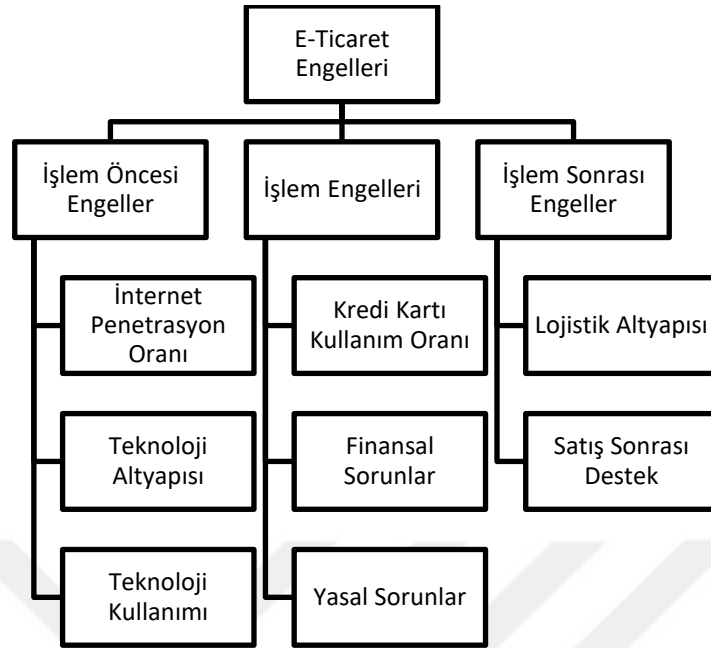 E-Ticaret
Engelleri
İşlem Öncesi
Engeller
İşlem Engelleri
İşlem Sonrası
Engeller
İnternet
Penetrasyon
Oranı
Kredi Kartı
Kullanım Oranı
Lojistik Altyapısı
Teknoloji
Altyapısı
Finansal
Sorunlar
Satış Sonrası
Destek
Teknoloji
Kullanımı
Yasal Sorunlar